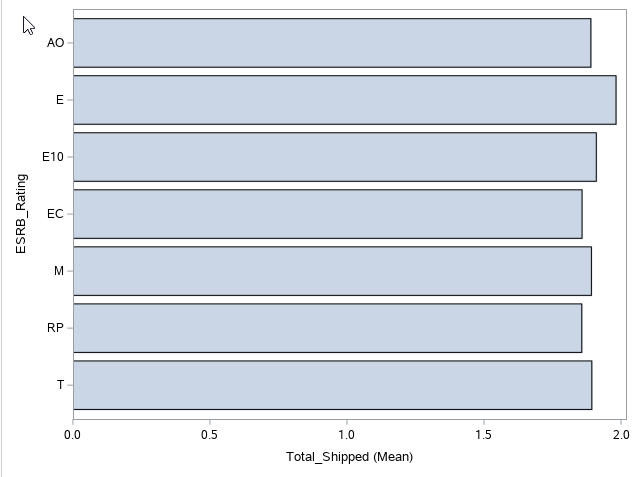 AO
E
E10
EC
M
RP
T
ESRB_Rating
0.0 0.5 1.0 1.5 2.0
Total_Shipped (Mean)